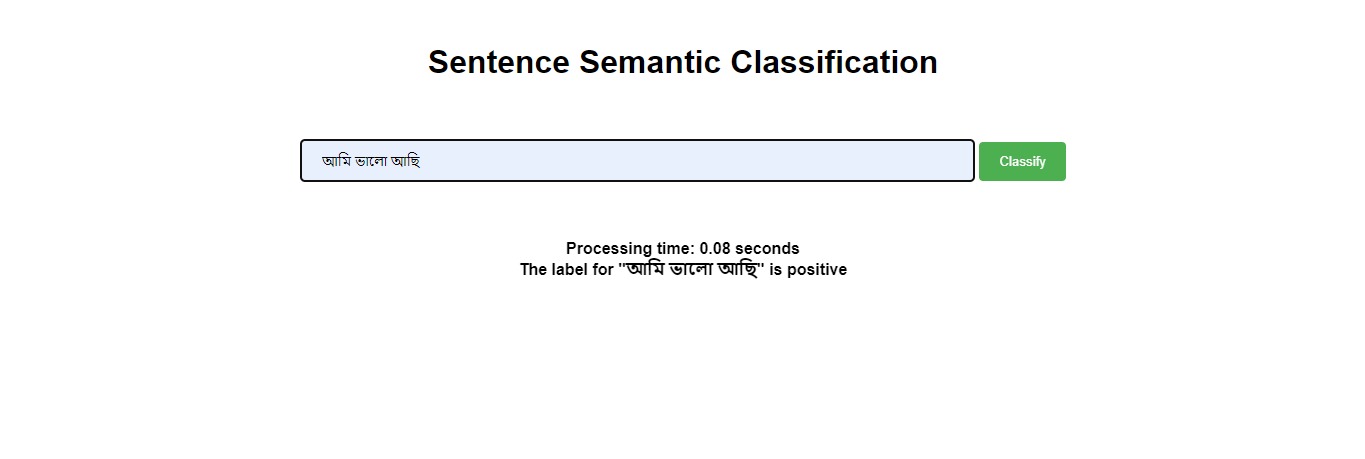 Sentence Semantic Classification
আমি ভালো আছি
Classify
Processing time: 0.08 seconds
The label for "আমি ভালো আছি" is positive